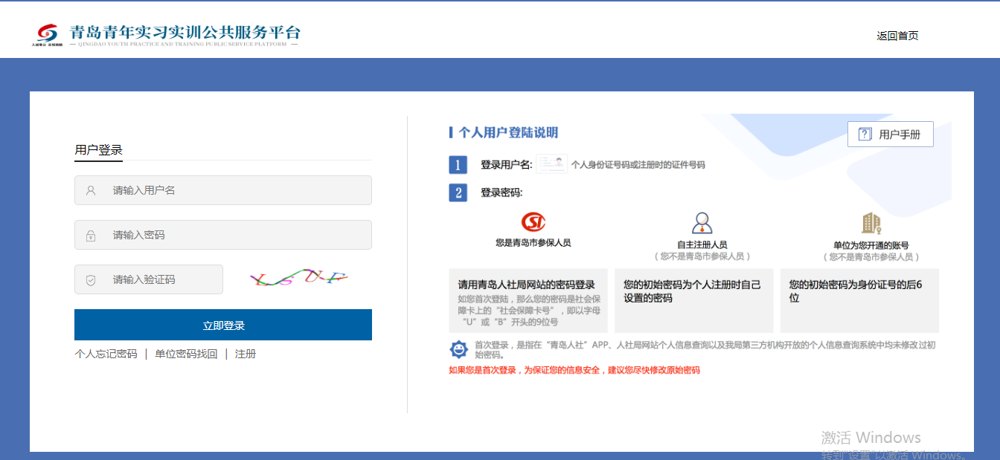 青岛青年实习实训公共服务平台
— QINGDAO YOUTH PRACTICE AND TRAINING PUBLIC SERVICE PLATFORM —
返回首页
用户登录
请输入用户名
请输入密码
请输入验证码
立即登录
个人忘记密码 | 单位密码找回 | 注册
个人用户登陆说明
用户手册
1 登录用户名: 个人身份证号码或注册时的证件号码
2 登录密码:
您是青岛市参保人员
自主注册人员
（您不是青岛市参保人员）
单位为您开通的账号
（您不是青岛市参保人员）
请用青岛人社局网站的密码登录
如您首次登陆，那么您的密码是社会保
障卡上的“社会保障卡号”，即以字母
“U”或“B”开头的9位号
您的初始密码为个人注册时自己
设置的密码
您的初始密码为身份证号的后6
位
首次登录，是指在“青岛人社”APP、人社局网站个人信息查询以及我局第三方机构开放的个人信息查询系统中均未修改过初
始密码。
如果您是首次登录，为保证您的信息安全，建议您尽快修改原始密码
激活 Windows
转到"设置"以激活 Windows。